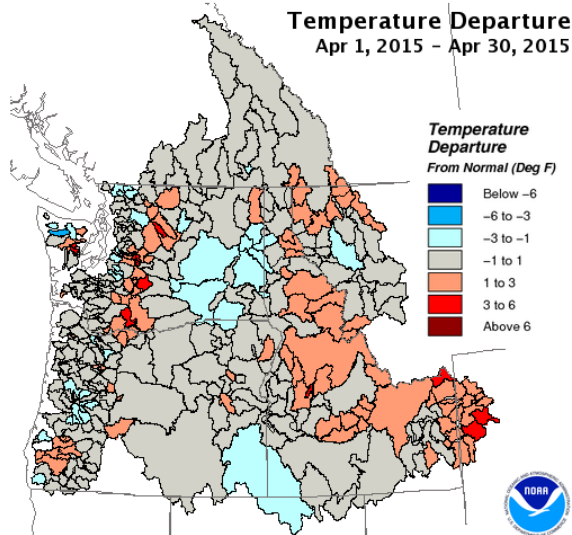 Temperature Departure
Apr 1, 2015 - Apr 30, 2015
Temperature
Departure
From Normal (Deg F)
Below -6
-6 to -3
-3 to -1
-1 to 1
1 to 3
3 to 6
Above 6
NOAA